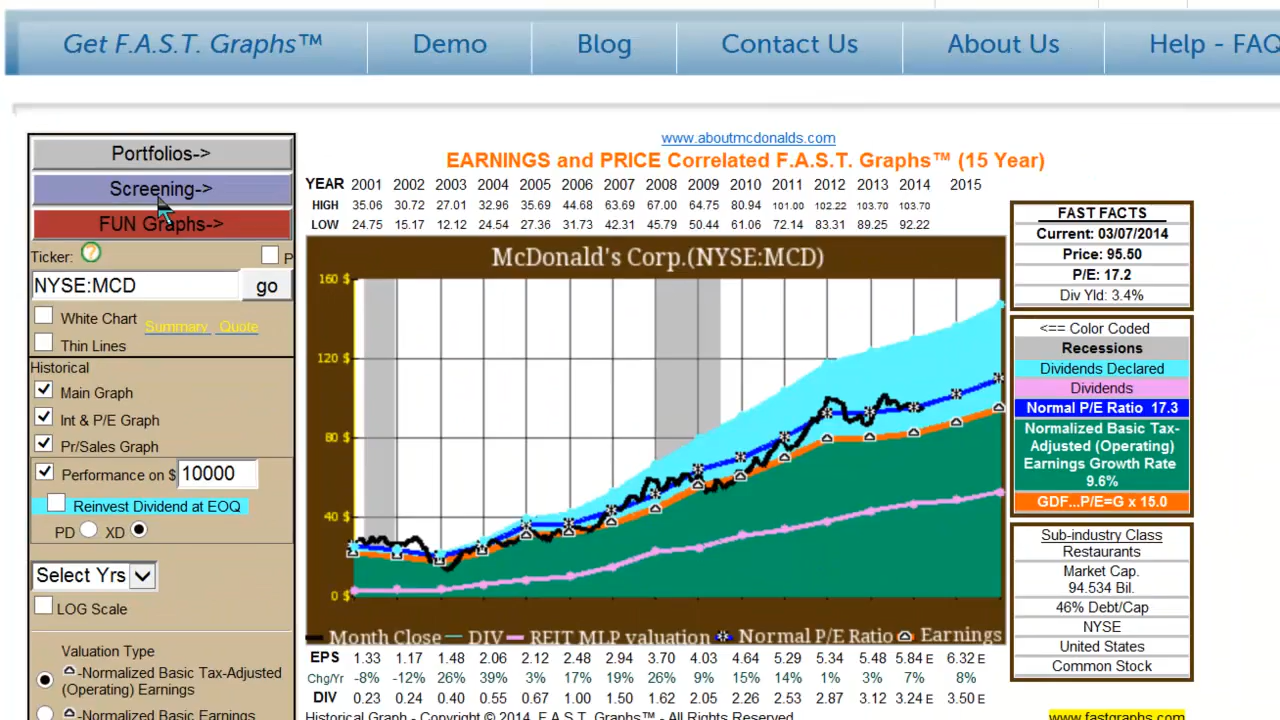 Get F.A.S.T. Graphs™ Demo Blog Contact Us About Us Help - FAQ
Portfolios->
Screening->
FUN Graphs->
Ticker: ? P
NYSE:MCD go
White Chart Summary Quote
Thin Lines
Historical
Main Graph
Int & P/E Graph
Pr/Sales Graph
Performance on $ 10000
Reinvest Dividend at EOQ
PD XD
Select Yrs
LOG Scale
Valuation Type
-Normalized Basic Tax-Adjusted
(Operating) Earnings
-Normalized Basic Earnings
www.aboutmcdonalds.com
EARNINGS and PRICE Correlated F.A.S.T. Graphs™ (15 Year)
YEAR 2001 2002 2003 2004 2005 2006 2007 2008 2009 2010 2011 2012 2013 2014 2015
HIGH 35.06 30.72 27.01 32.96 35.69 44.68 63.69 67.00 64.75 80.94 101.00 102.22 103.70 103.70
LOW 24.75 15.17 12.12 24.54 27.36 31.73 42.31 45.79 50.44 61.06 72.14 83.31 89.25 92.22
McDonald's Corp.(NYSE:MCD)
160 $
120 $
80 $
40 $
0 $
Month Close DIV REIT MLP valuation Normal P/E Ratio Earnings
EPS 1.33 1.17 1.48 2.06 2.12 2.48 2.94 3.70 4.03 4.64 5.29 5.34 5.48 5.84 E 6.32 E
Chg/Yr -8% -12% 26% 39% 3% 17% 19% 26% 9% 15% 14% 1% 3% 7% 8%
DIV 0.23 0.24 0.40 0.55 0.67 1.00 1.50 1.62 2.05 2.26 2.53 2.87 3.12 3.24 E 3.50 E
Historical Graph - Copyright © 2014, F.A.S.T. Graphs™ - All Rights Reserved
FAST FACTS
Current: 03/07/2014
Price: 95.50
P/E: 17.2
Div Yld: 3.4%
<== Color Coded
Recessions
Dividends Declared
Dividends
Normal P/E Ratio 17.3
Normalized Basic Tax-
Adjusted (Operating)
Earnings Growth Rate
9.6%
GDF...P/E=G x 15.0
Sub-industry Class
Restaurants
Market Cap.
94.534 Bil.
46% Debt/Cap
NYSE
United States
Common Stock
www.fastgraphs.com